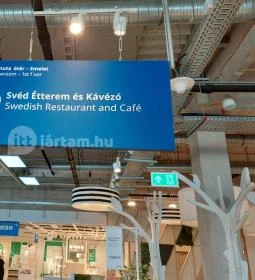 Svéd Étterem és Kávézó
Swedish Restaurant and Café
itt jártam.hu